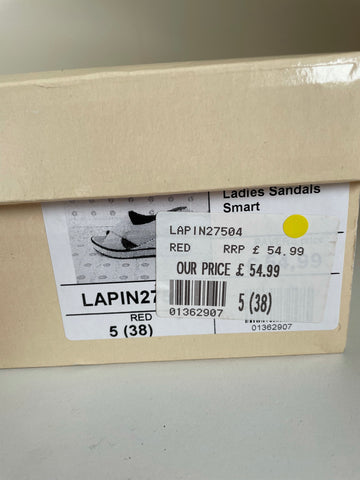 Ladies Sandals
Smart
LAPIN27504
RED RRP £ 54.99
OUR PRICE £ 54.99
01362907
5 (38)
LAPIN27
RED
5 (38)
01362907